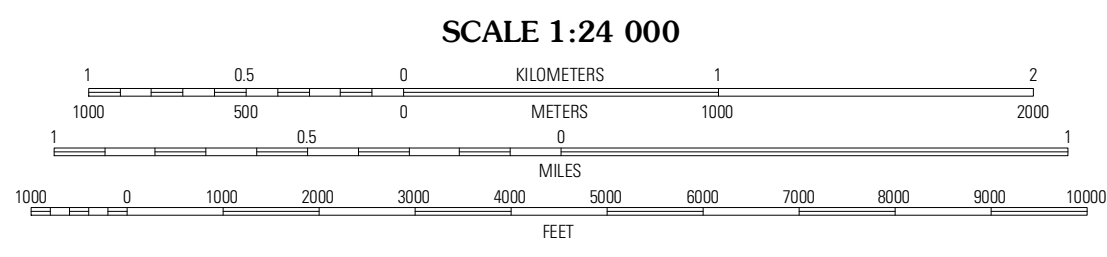 SCALE 1:24 000
1 0.5 0 KILOMETERS 1 2
1000 500 0 METERS 1000 2000
1 0.5 0 1
MILES
1000 0 1000 2000 3000 4000 5000 6000 7000 8000 9000 10000
FEET